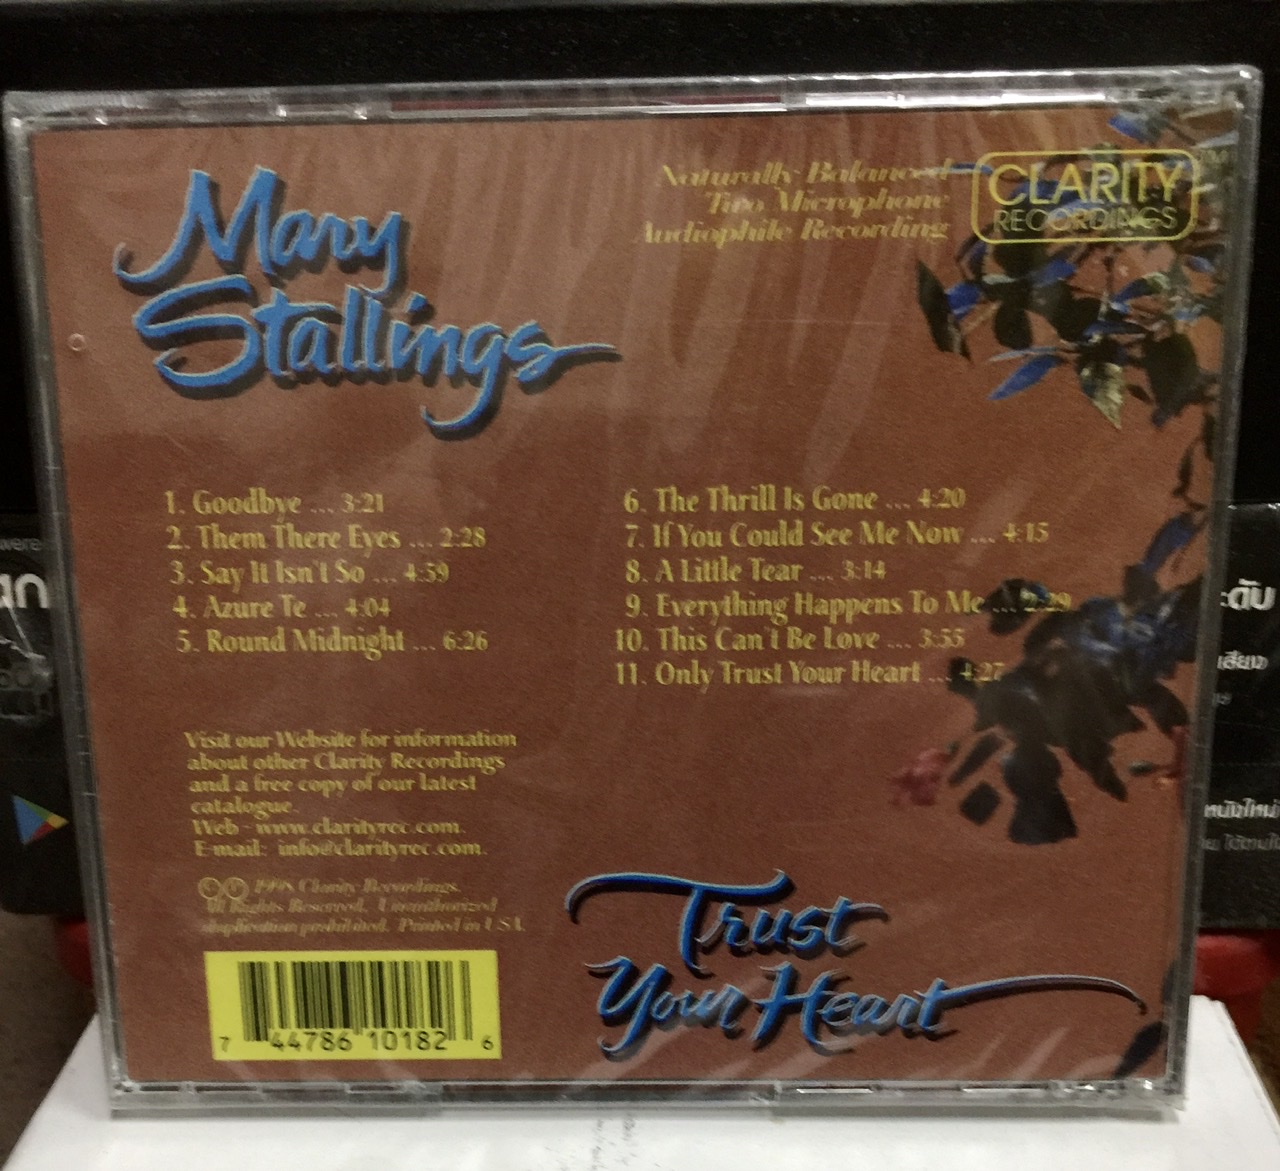 Mary
Stallings
Naturally Balanced
Two Microphone
Audiophile Recording
CLARITY TM
RECORDINGS
1. Goodbye ... 3:21
2. Them There Eyes ... 2:28
3. Say It Isn't So ... 4:59
4. Azure Te ... 4:04
5. Round Midnight ... 6:26
6. The Thrill Is Gone ... 4:20
7. If You Could See Me Now ... 4:15
8. A Little Tear ... 3:14
9. Everything Happens To Me ... 2:29
10. This Can't Be Love ... 3:55
11. Only Trust Your Heart ... 4:27
Visit our Website for information
about other Clarity Recordings
and a free copy of our latest
catalogue.
Web - www.clarityrec.com.
E-mail: info@clarityrec.com.
©℗ 1998 Clarity Recordings.
All Rights Reserved. Unauthorized
duplication prohibited. Printed in USA.
Trust
Your Heart
7 44786 10182 6